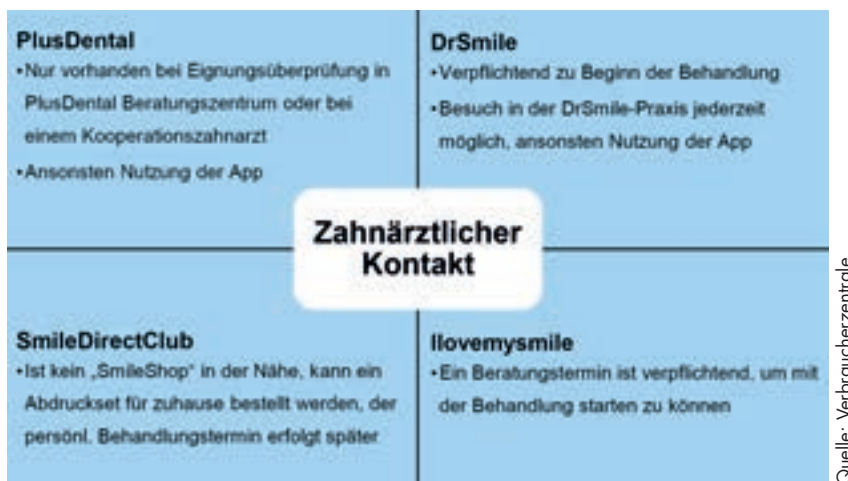 PlusDental
•Nur vorhanden bei Eignungsüberprüfung in
PlusDental Beratungszentrum oder bei
einem Kooperationszahnarzt
•Ansonsten Nutzung der App
DrSmile
•Verpflichtend zu Beginn der Behandlung
•Besuch in der DrSmile-Praxis jederzeit
möglich, ansonsten Nutzung der App
Zahnärztlicher
Kontakt
SmileDirectClub
•Ist kein „SmileShop“ in der Nähe, kann ein
Abdruckset für zuhause bestellt werden, der
persönl. Behandlungstermin erfolgt später
Ilovemysmile
•Ein Beratungstermin ist verpflichtend, um mit
der Behandlung starten zu können
Quelle: Verbraucherzentrale